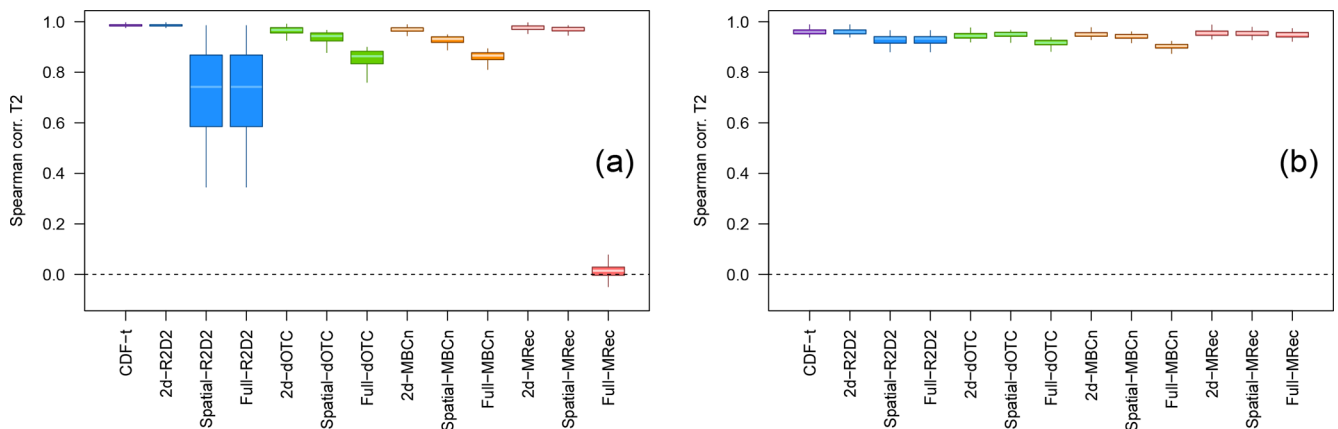 Spearman corr. T2
1.0
0.8
0.6
0.4
0.2
0.0
(a)
CDF−t
2d−R2D2
Spatial−R2D2
Full−R2D2
2d−dOTC
Spatial−dOTC
Full−dOTC
2d−MBCn
Spatial−MBCn
Full−MBCn
2d−MRec
Spatial−MRec
Full−MRec
Spearman corr. T2
1.0
0.8
0.6
0.4
0.2
0.0
(b)
CDF−t
2d−R2D2
Spatial−R2D2
Full−R2D2
2d−dOTC
Spatial−dOTC
Full−dOTC
2d−MBCn
Spatial−MBCn
Full−MBCn
2d−MRec
Spatial−MRec
Full−MRec